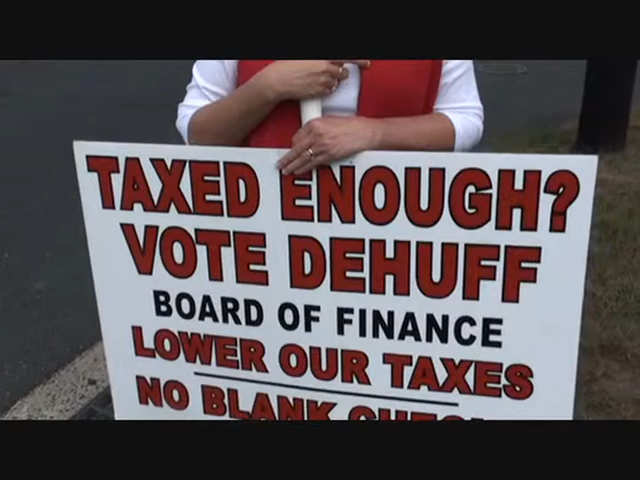 TAXED ENOUGH?
VOTE DEHUFF
BOARD OF FINANCE
LOWER OUR TAXES
NO BLANK